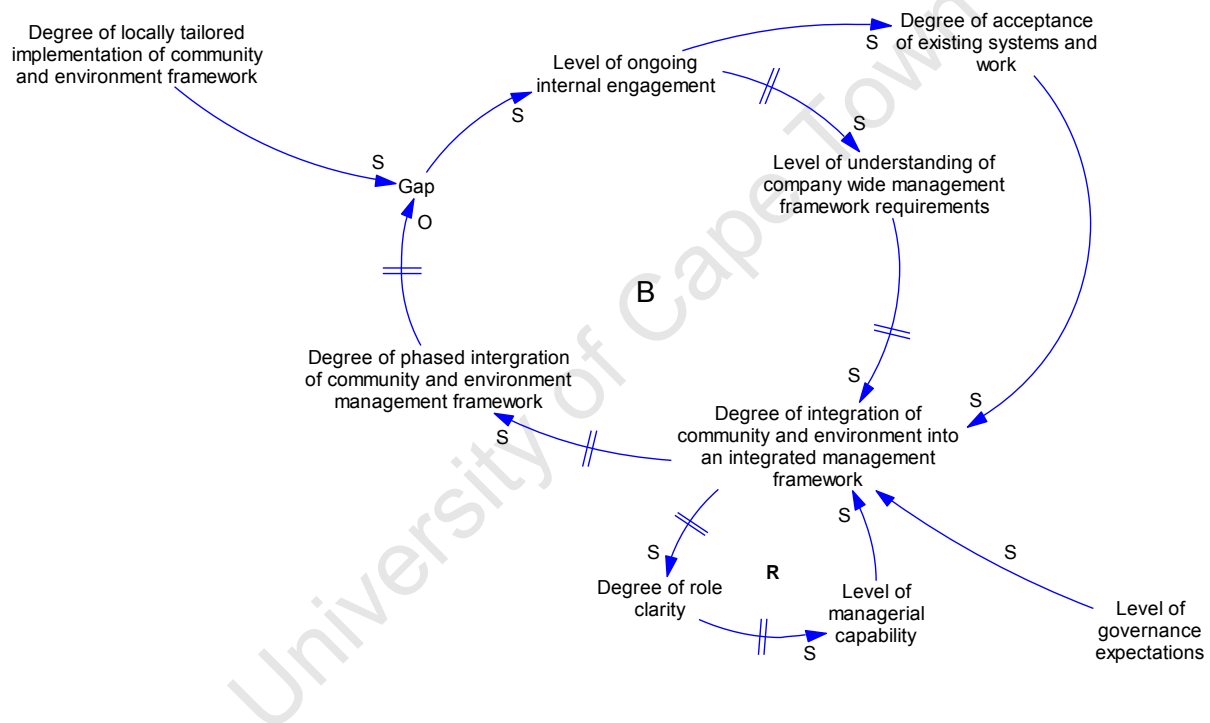 Degree of locally tailored
implementation of community
and environment framework
S
Gap
O
S
Level of ongoing
internal engagement
S
Degree of acceptance
of existing systems and
work
S
Level of understanding of
company wide management
framework requirements
B
S
S
Degree of phased intergration
of community and environment
management framework
S
Degree of integration of
community and environment into
an integrated management
framework
S
Degree of role
clarity
R
S
Level of
managerial
capability
S
S
Level of
governance
expectations
University of Cape Town